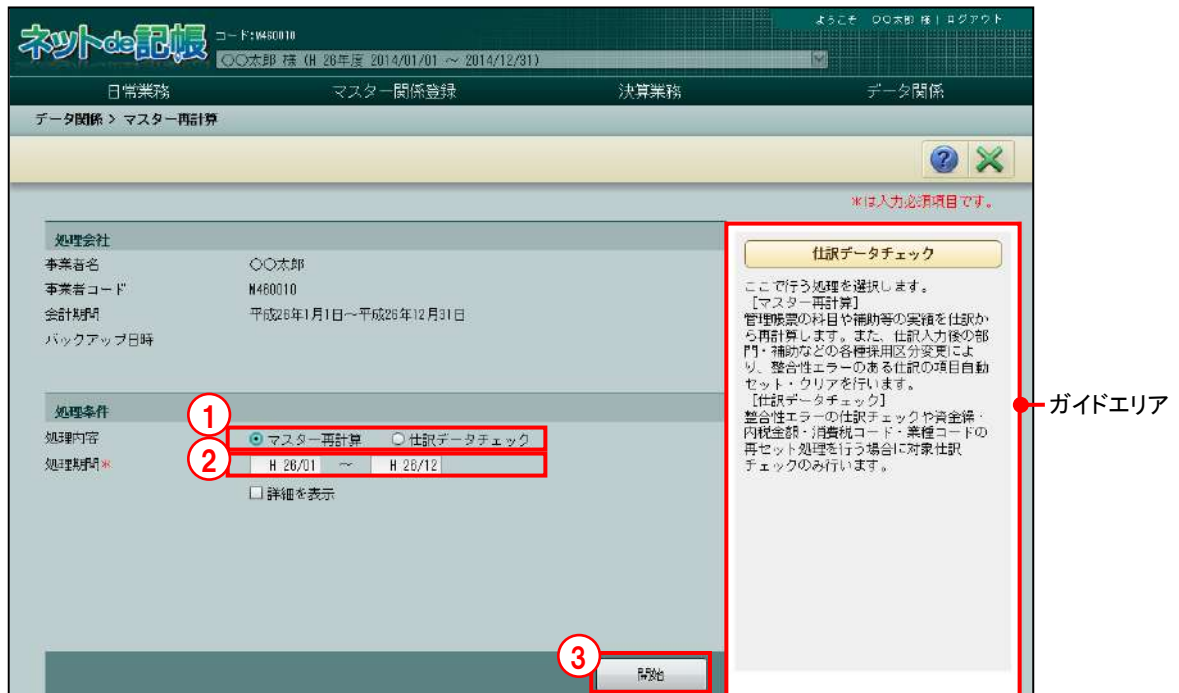 ようこそ 〇〇太郎 様 | ログアウト
ネットde記帳
コード:W460010
〇〇太郎 様 (H 26年度 2014/01/01 ～ 2014/12/31)
日常業務 マスター関係登録 決算業務 データ関係
データ関係 > マスター再計算
?
*は入力必須項目です。
処理会社
事業者名 〇〇太郎
事業者コード W460010
会計期間 平成26年1月1日～平成26年12月31日
バックアップ日時
処理条件
1
処理内容 マスター再計算 仕訳データチェック
2
処理期間* H 26/01 ～ H 26/12
詳細を表示
3
開始
仕訳データチェック
ここで行う処理を選択します。
[マスター再計算]
管理帳票の科目や補助等の実績を仕訳か
ら再計算します。また、仕訳入力後の部
門・補助などの各種採用区分変更によ
り、整合性エラーのある仕訳の項目自動
セット・クリアを行います。
[仕訳データチェック]
整合性エラーの仕訳チェックや資金繰・
内税金額・消費税コード・業種コードの
再セット処理を行う場合に対象仕訳
チェックのみ行います。
ガイドエリア